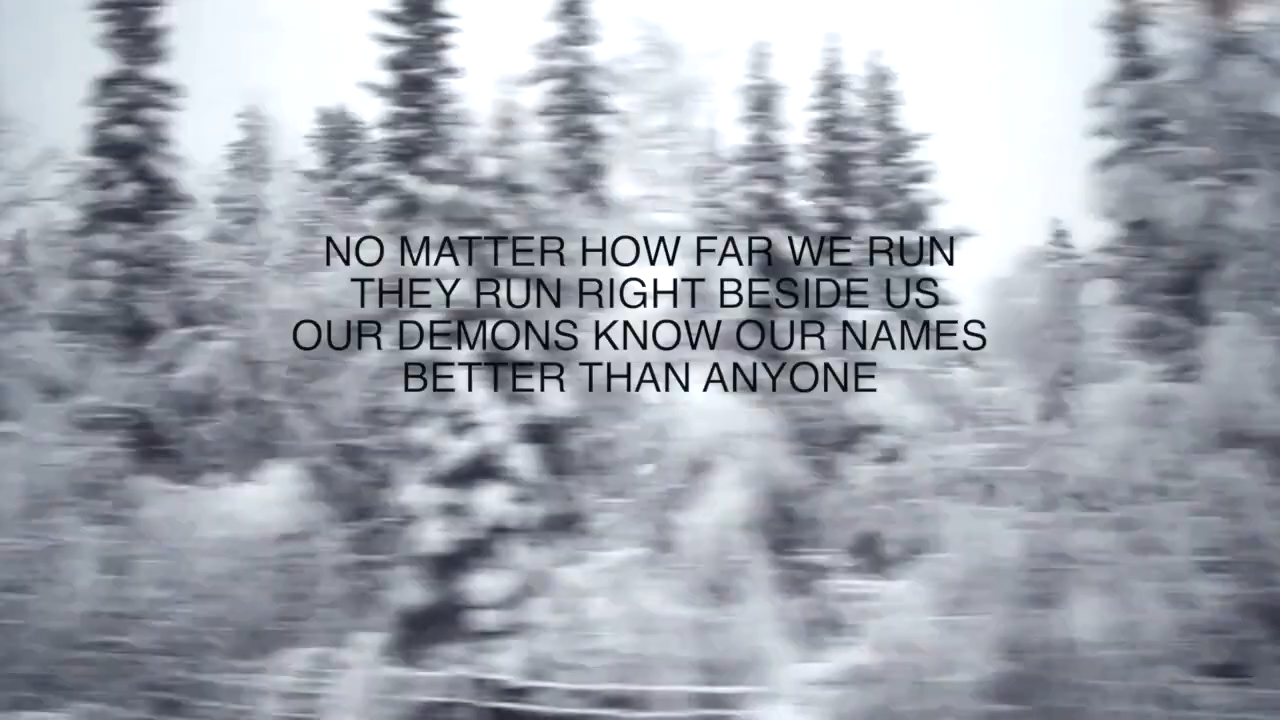 NO MATTER HOW FAR WE RUN
THEY RUN RIGHT BESIDE US
OUR DEMONS KNOW OUR NAMES
BETTER THAN ANYONE